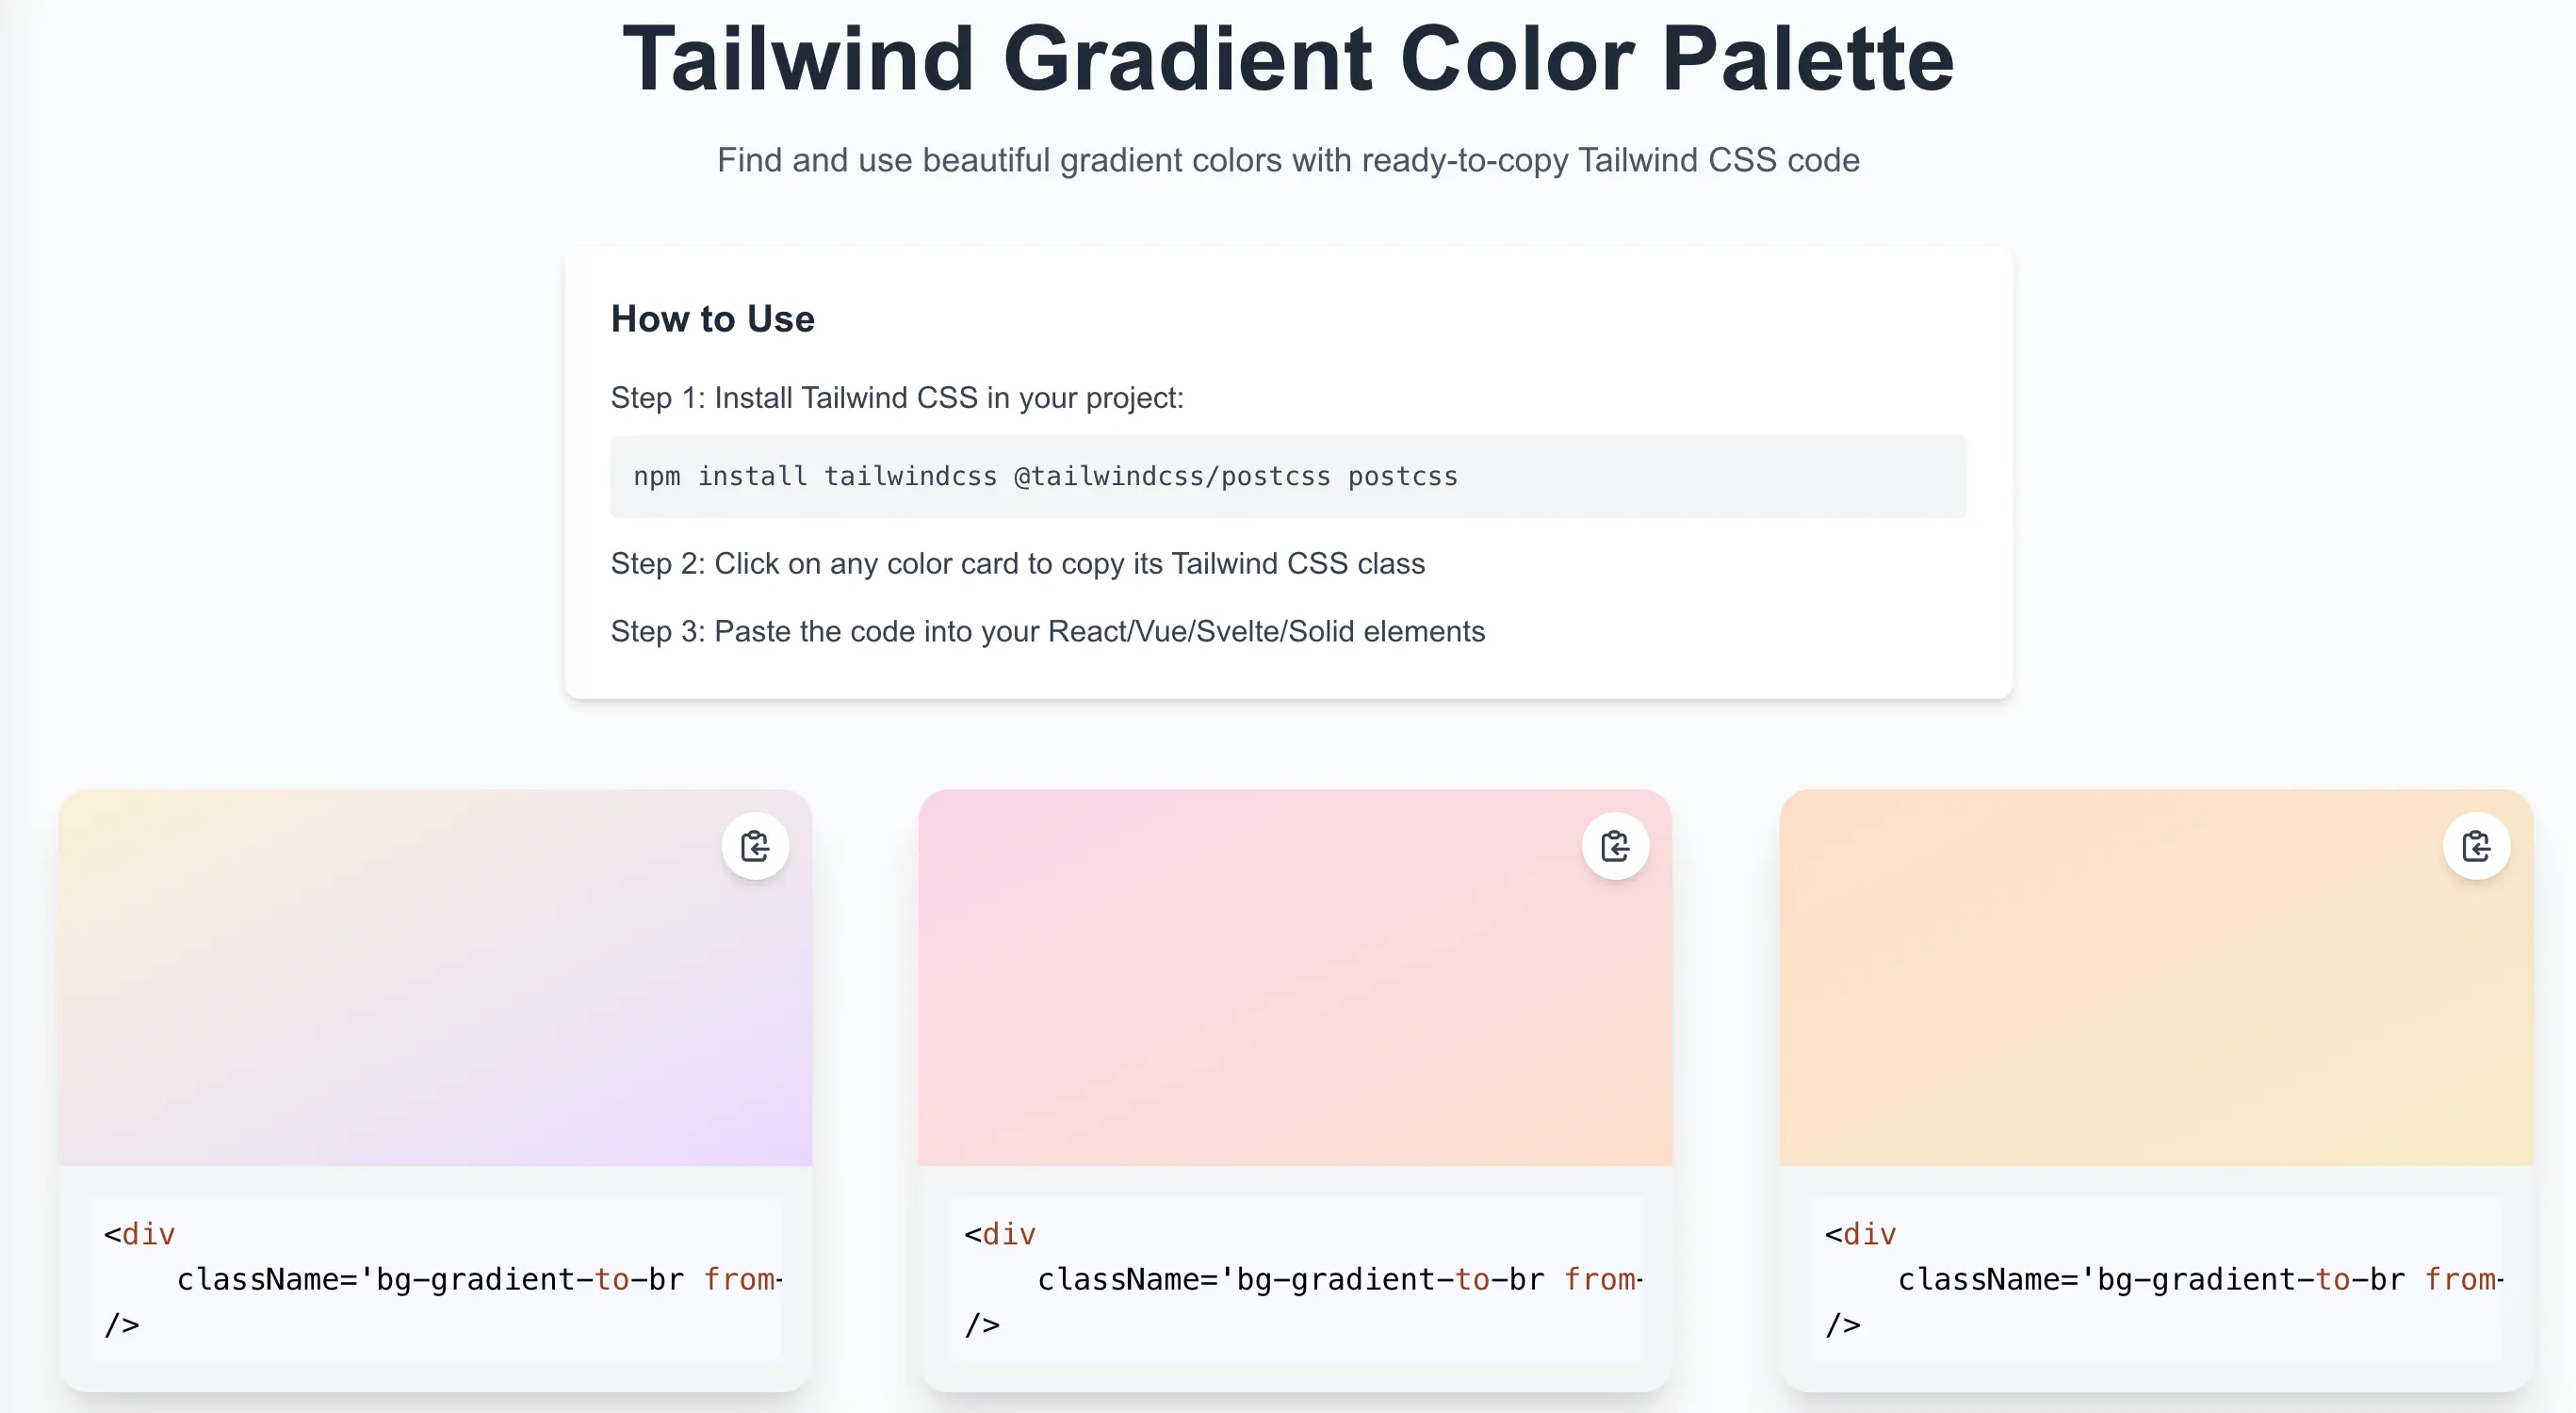 Tailwind Gradient Color Palette
Find and use beautiful gradient colors with ready-to-copy Tailwind CSS code
How to Use
Step 1: Install Tailwind CSS in your project:
npm install tailwindcss @tailwindcss/postcss postcss
Step 2: Click on any color card to copy its Tailwind CSS class
Step 3: Paste the code into your React/Vue/Svelte/Solid elements
<div
className='bg-gradient-to-br from-
/>
<div
className='bg-gradient-to-br from-
/>
<div
className='bg-gradient-to-br from-
/>